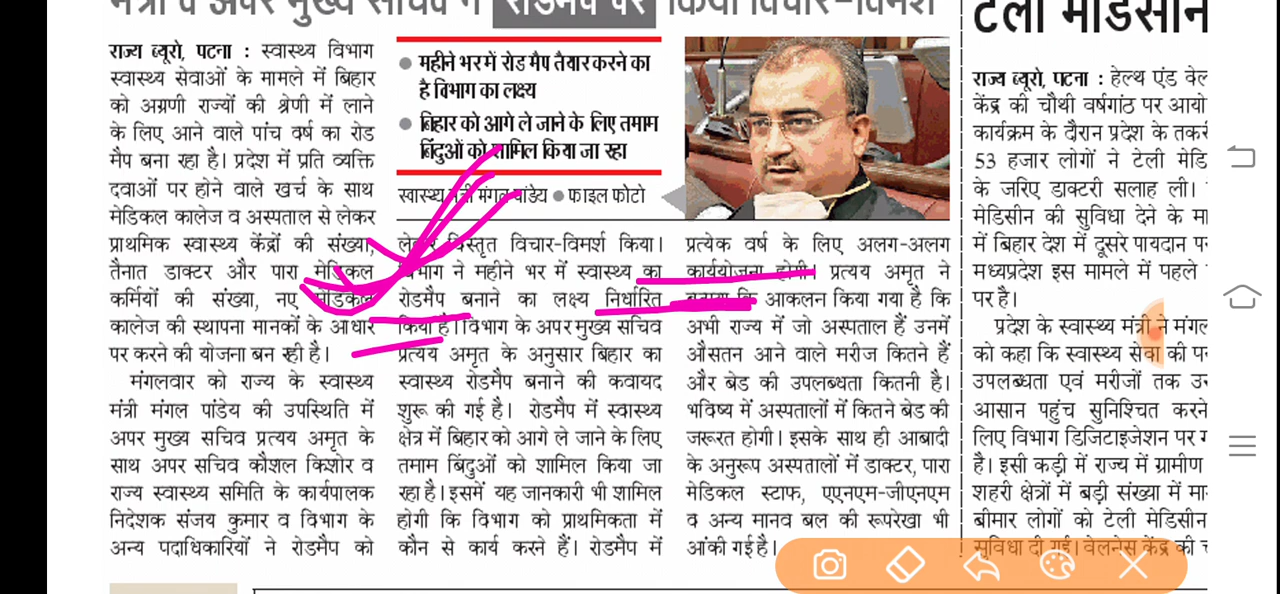 मंत्री व अपर मुख्य सचिव ने रोडमैप पर किया विचार-विमर्श
राज्य ब्यूरो, पटना : स्वास्थ्य विभाग
स्वास्थ्य सेवाओं के मामले में बिहार
को अग्रणी राज्यों की श्रेणी में लाने
के लिए आने वाले पांच वर्ष का रोड
मैप बना रहा है। प्रदेश में प्रति व्यक्ति
दवाओं पर होने वाले खर्च के साथ
मेडिकल कालेज व अस्पताल से लेकर
प्राथमिक स्वास्थ्य केंद्रों की संख्या,
तैनात डाक्टर और पारा मेडिकल
कर्मियों की संख्या, नए मेडिकल
कालेज की स्थापना मानकों के आधार
पर करने की योजना बन रही है।
मंगलवार को राज्य के स्वास्थ्य
मंत्री मंगल पांडेय की उपस्थिति में
अपर मुख्य सचिव प्रत्यय अमृत के
साथ अपर सचिव कौशल किशोर व
राज्य स्वास्थ्य समिति के कार्यपालक
निदेशक संजय कुमार व विभाग के
अन्य पदाधिकारियों ने रोडमैप को
महीने भर में रोड मैप तैयार करने का
है विभाग का लक्ष्य
बिहार को आगे ले जाने के लिए तमाम
बिंदुओं को शामिल किया जा रहा
स्वास्थ्य मंत्री मंगल पांडेय ● फाइल फोटो
लेकर विस्तृत विचार-विमर्श किया।
विभाग ने महीने भर में स्वास्थ्य का
रोडमैप बनाने का लक्ष्य निर्धारित
किया है। विभाग के अपर मुख्य सचिव
प्रत्यय अमृत के अनुसार बिहार का
स्वास्थ्य रोडमैप बनाने की कवायद
शुरू की गई है। रोडमैप में स्वास्थ्य
क्षेत्र में बिहार को आगे ले जाने के लिए
तमाम बिंदुओं को शामिल किया जा
रहा है। इसमें यह जानकारी भी शामिल
होगी कि विभाग को प्राथमिकता में
कौन से कार्य करने हैं। रोडमैप में
प्रत्येक वर्ष के लिए अलग-अलग
कार्ययोजना होगी। प्रत्यय अमृत ने
बताया कि आकलन किया गया है कि
अभी राज्य में जो अस्पताल हैं उनमें
औसतन आने वाले मरीज कितने हैं
और बेड की उपलब्धता कितनी है।
भविष्य में अस्पतालों में कितने बेड की
जरूरत होगी। इसके साथ ही आबादी
के अनुरूप अस्पतालों में डाक्टर, पारा
मेडिकल स्टाफ, एएनएम-जीएनएम
व अन्य मानव बल की रूपरेखा भी
आंकी गई है।
टेली मेडिसिन
राज्य ब्यूरो, पटना : हेल्थ एंड वेल
केंद्र की चौथी वर्षगांठ पर आयो
कार्यक्रम के दौरान प्रदेश के तकरी
53 हजार लोगों ने टेली मेडि
के जरिए डाक्टरी सलाह ली।
मेडिसीन की सुविधा देने के मा
में बिहार देश में दूसरे पायदान पर
मध्यप्रदेश इस मामले में पहले
पर है।
प्रदेश के स्वास्थ्य मंत्री ने मंगल
को कहा कि स्वास्थ्य सेवा की
उपलब्धता एवं मरीजों तक
आसान पहुंच सुनिश्चित करने
लिए विभाग डिजिटाइजेशन पर
है। इसी कड़ी में राज्य में ग्रामीण
शहरी क्षेत्रों में बड़ी संख्या में
बीमार लोगों को टेली मेडिसिन
सुविधा दी गई। वेलनेस केंद्र की